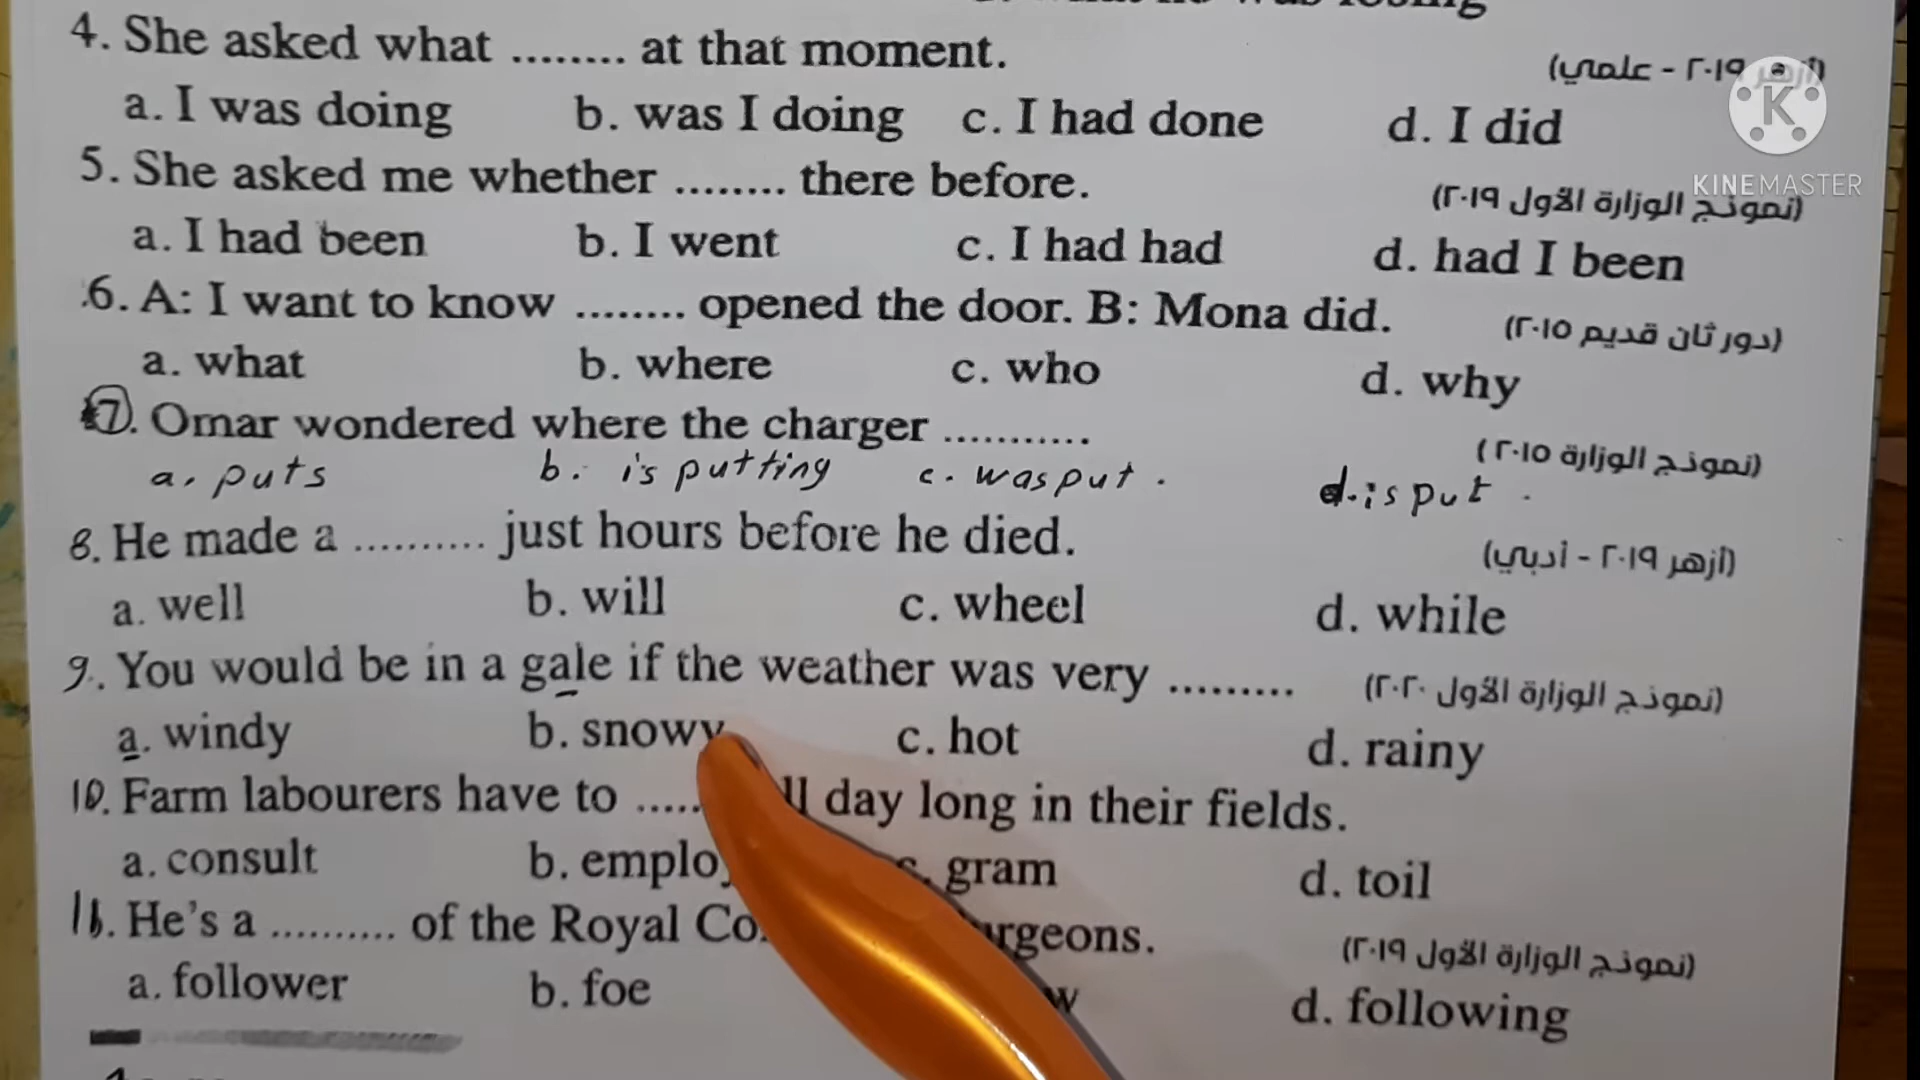 4. She asked what ........ at that moment.
(أزهر ٢٠١٩ - علمي)
a. I was doing b. was I doing c. I had done d. I did
5. She asked me whether ........ there before.
(نموذج الوزارة الأول ٢٠١٩)
a. I had been b. I went c. I had had d. had I been
6. A: I want to know ........ opened the door. B: Mona did.
(دور ثان قديم ٢٠١٥)
a. what b. where c. who d. why
7. Omar wondered where the charger ...........
(نموذج الوزارة ٢٠١٥)
a. puts b. is putting c. was put. d. is put.
8. He made a .......... just hours before he died.
(أزهر ٢٠١٩ - أدبي)
a. well b. will c. wheel d. while
9. You would be in a gale if the weather was very .........
(نموذج الوزارة الأول ٢٠٢٠)
a. windy b. snowy c. hot d. rainy
10. Farm labourers have to ..... day long in their fields.
a. consult b. c. gram d. toil
11. He's a .......... of the Royal
(نموذج الوزارة الأول ٢٠١٩)
a. follower b. foe d. following
KINEMASTER